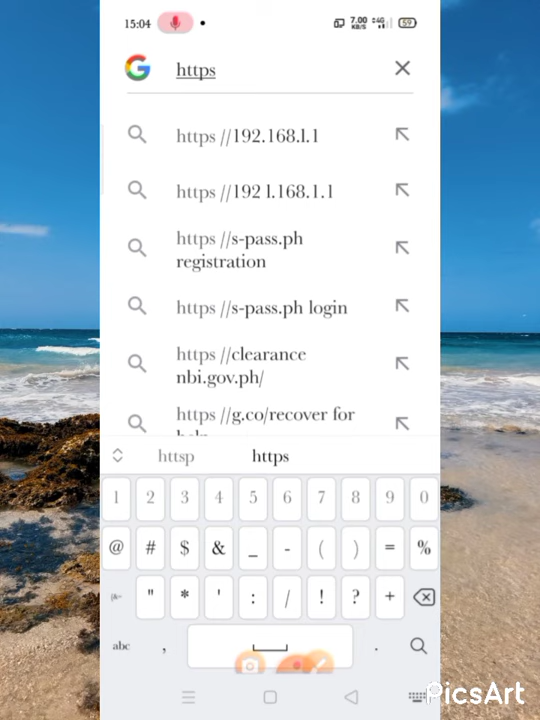 15:04 7.00 KB/S 4G 59
https
https //192.168.l.1
https //192 l.168.1.1
https //s-pass.ph
registration
https //s-pass.ph login
https //clearance
nbi.gov.ph/
https //g.co/recover for
httsp https
1 2 3 4 5 6 7 8 9 0
@ # $ & _ - ( ) = %
" * ' : / ! ? +
abc , .
PicsArt